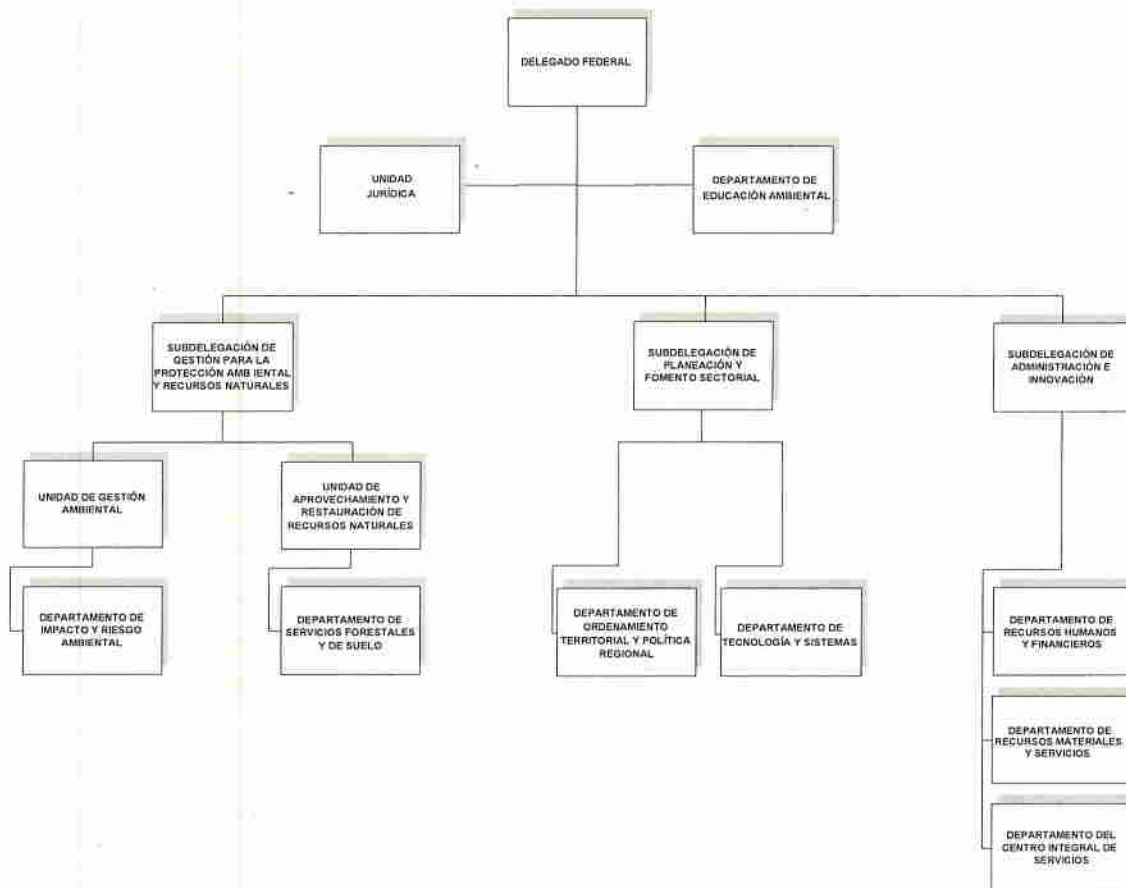 DELEGADO FEDERAL
UNIDAD
JURÍDICA
DEPARTAMENTO DE
EDUCACIÓN AMBIENTAL
SUBDELEGACIÓN DE
GESTIÓN PARA LA
PROTECCIÓN AMB IENTAL
Y RECURSOS NATURALES
SUBDELEGACIÓN DE
PLANEACIÓN Y
FOMENTO SECTORIAL
SUBDELEGACIÓN DE
ADMINISTRACIÓN E
INNOVACIÓN
UNIDAD DE GESTIÓN
AMBIENTAL
UNIDAD DE
APROVECHAMIENTO Y
RESTAURACIÓN DE
RECURSOS NATURALES
DEPARTAMENTO DE
IMPACTO Y RIESGO
AMBIENTAL
DEPARTAMENTO DE
SERVICIOS FORESTALES
Y DE SUELO
DEPARTAMENTO DE
ORDENAMIENTO
TERRITORIAL Y POLÍTICA
REGIONAL
DEPARTAMENTO DE
TECNOLOGÍA Y SISTEMAS
DEPARTAMENTO DE
RECURSOS HUMANOS
Y FINANCIEROS
DEPARTAMENTO DE
RECURSOS MATERIALES
Y SERVICIOS
DEPARTAMENTO DEL
CENTRO INTEGRAL DE
SERVICIOS